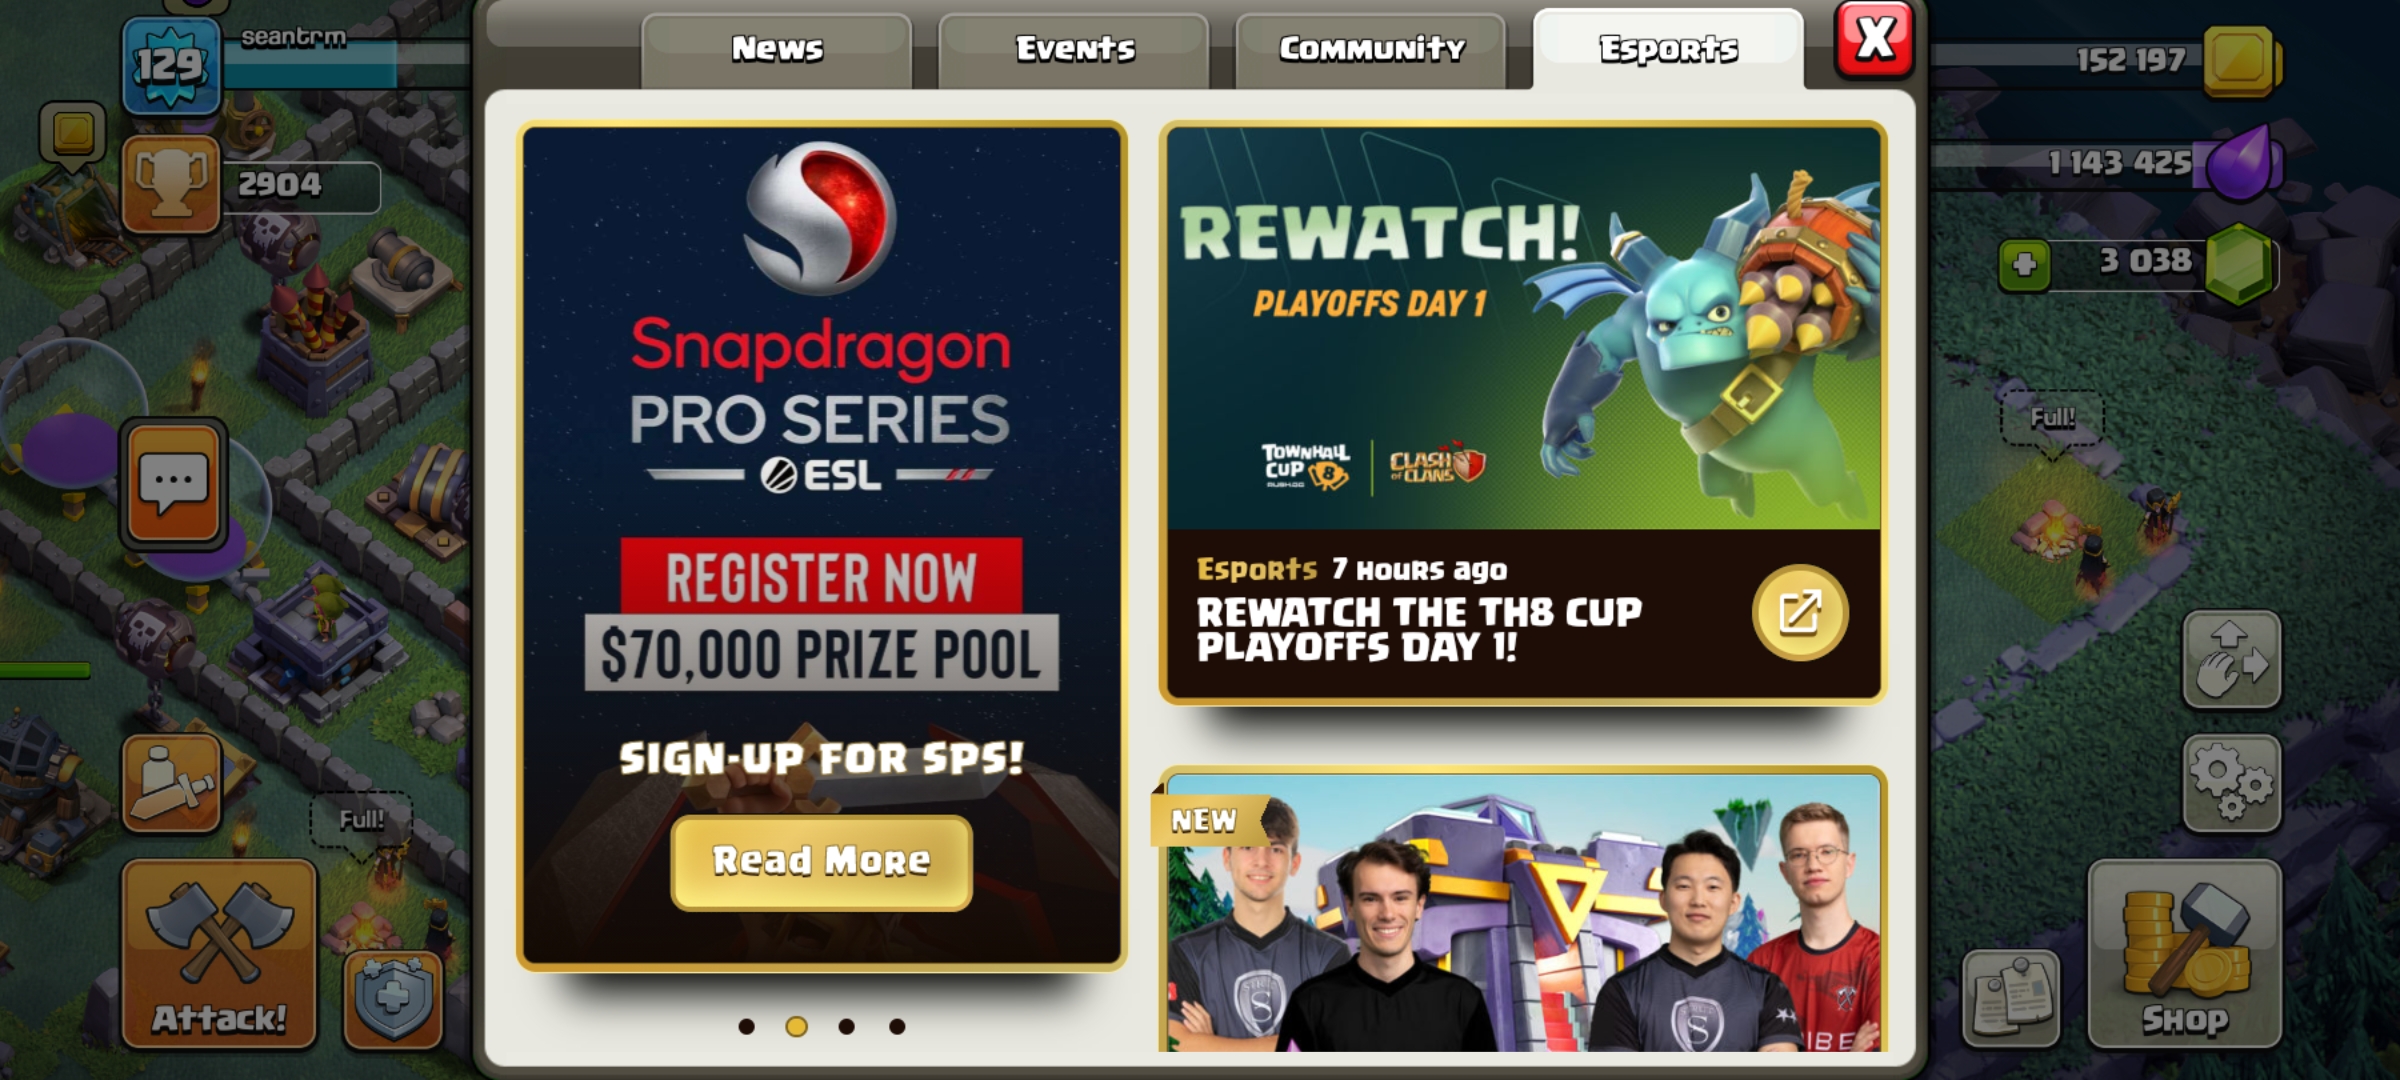 129
seantrm
2904
News
Events
Community
Esports
X
152 197
1 143 425
3 038
Snapdragon
PRO SERIES
ESL
REGISTER NOW
$70,000 PRIZE POOL
SIGN-UP FOR SPS!
Read More
REWATCH!
PLAYOFFS DAY 1
TOWNHALL
CUP 8
CLASH
OF CLANS
Esports 7 hours ago
REWATCH THE TH8 CUP
PLAYOFFS DAY 1!
NEW
Full!
Full!
Attack!
Shop